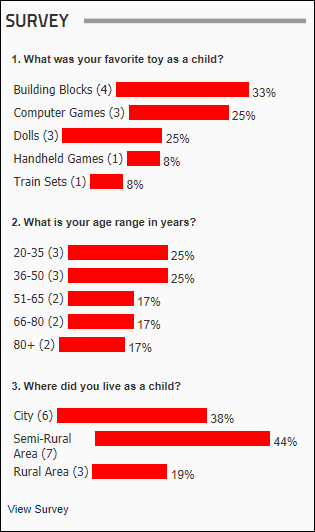 SURVEY
1. What was your favorite toy as a child?
Building Blocks (4) 33%
Computer Games (3) 25%
Dolls (3) 25%
Handheld Games (1) 8%
Train Sets (1) 8%
2. What is your age range in years?
20-35 (3) 25%
36-50 (3) 25%
51-65 (2) 17%
66-80 (2) 17%
80+ (2) 17%
3. Where did you live as a child?
City (6) 38%
Semi-Rural 44%
Area (7)
Rural Area (3) 19%
View Survey